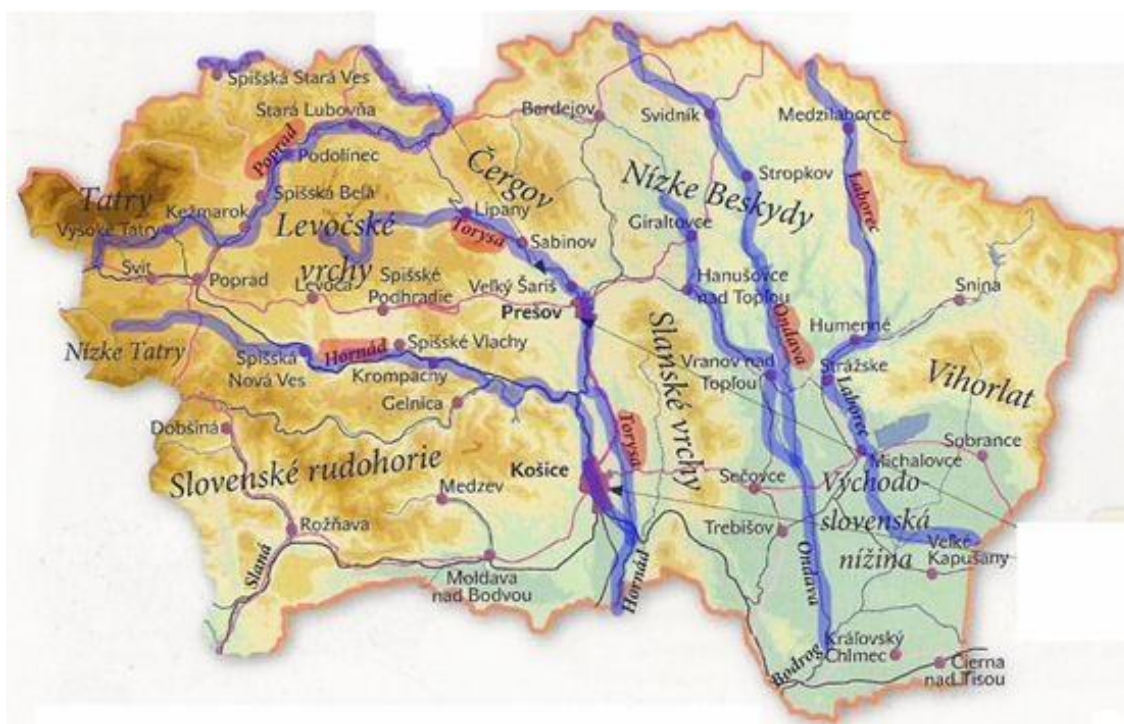 Spišská Stará Ves
Stará Lubovňa
Poprad
Podolínec
Bardejov
Svidník
Medzilaborce
Čergov
Tatry
Spišská Belá
Kežmarok
Vysoké Tatry
Levočské
vrchy
Lipany
Torysa
Sabinov
Nízke Beskydy
Stropkov
Giraltovce
Laborec
Svit
Poprad
Levoča
Spišské
Podhradie
Veľký Šariš
Prešov
Hanušovce
nad Topľou
Snina
Nízke Tatry
Spišská
Nová Ves
Hornád
Spišské Vlachy
Krompachy
Gelnica
Slanské vrchy
Ondava
Vranov nad
Topľou
Humenné
Strážske
Vihorlat
Laborec
Dobšiná
Slovenské rudohorie
Košice
Torysa
Medzev
Sečovce
Michalovce
Sobrance
Východo-
slovenská
nížina
Trebišov
Rožňava
Slaná
Moldava
nad Bodvou
Hornád
Ondava
Veľké
Kapušany
Bodrog
Kráľovský
Chlmec
Čierna
nad Tisou